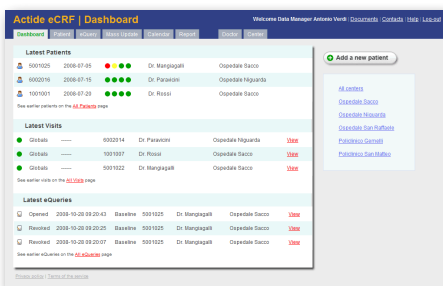 Actide eCRF | Dashboard
Welcome Data Manager Antonio Verdi | Documents | Contacts | Help | Log-out
Dashboard Patient eQuery Mass Update Calendar Report Doctor Center
Latest Patients
5001025 2008-07-05 Dr. Mangiagalli Ospedale Sacco
6002016 2008-07-15 Dr. Paravicini Ospedale Niguarda
1001001 2008-07-20 Dr. Rossi Ospedale Sacco
See earlier patients on the All Patients page
Latest Visits
Globals ------ 6002014 Dr. Paravicini Ospedale Niguarda View
Globals ------ 1001007 Dr. Rossi Ospedale Sacco View
Globals ------ 5001022 Dr. Mangiagalli Ospedale Sacco View
See earlier visits on the All Visits page
Latest eQueries
Opened 2008-10-28 09:20:43 Baseline 5001025 Dr. Mangiagalli Ospedale Sacco View
Revoked 2008-10-28 09:20:25 Baseline 5001025 Dr. Mangiagalli Ospedale Sacco View
Revoked 2008-10-28 09:20:07 Baseline 5001025 Dr. Mangiagalli Ospedale Sacco View
See earlier eQueries on the All eQueries page
Add a new patient
All centers
Ospedale Sacco
Ospedale Niguarda
Ospedale San Raffaele
Policlinico Gemelli
Policlinico San Matteo
Privacy policy | Terms of the service